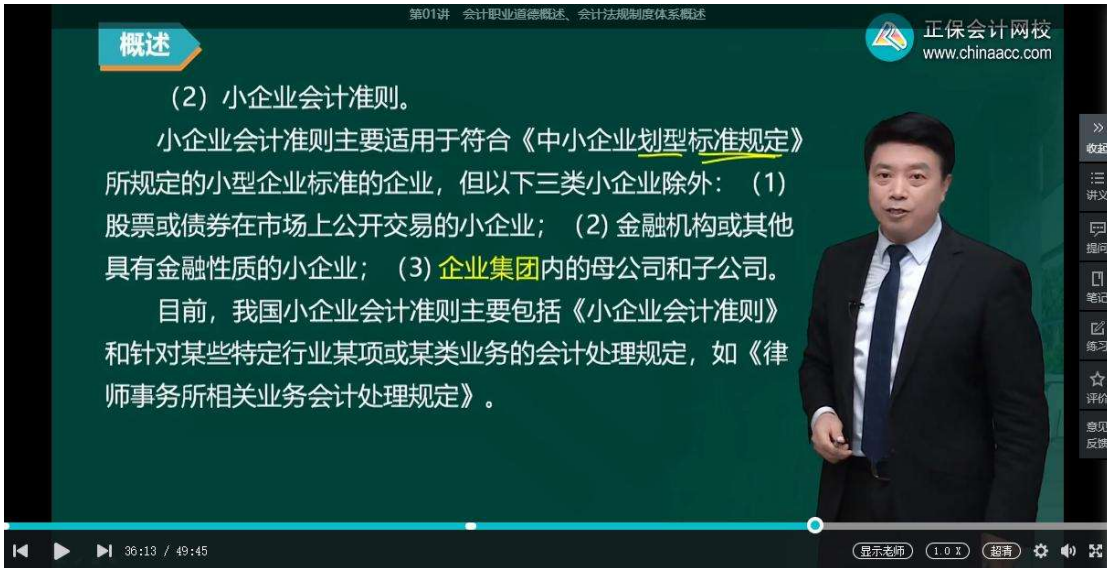 第01讲 会计职业道德概述、会计法规制度体系概述
概述
正保会计网校
www.chinaacc.com
（2）小企业会计准则。
小企业会计准则主要适用于符合《中小企业划型标准规定》
所规定的小型企业标准的企业，但以下三类小企业除外：（1）
股票或债券在市场上公开交易的小企业；（2）金融机构或其他
具有金融性质的小企业；（3）企业集团内的母公司和子公司。
目前，我国小企业会计准则主要包括《小企业会计准则》
和针对某些特定行业某项或某类业务的会计处理规定，如《律
师事务所相关业务会计处理规定》。
收起
讲义
提问
笔记
练习
评价
意见
反馈
36:13 / 49:45
显示老师
1.0 X
超清